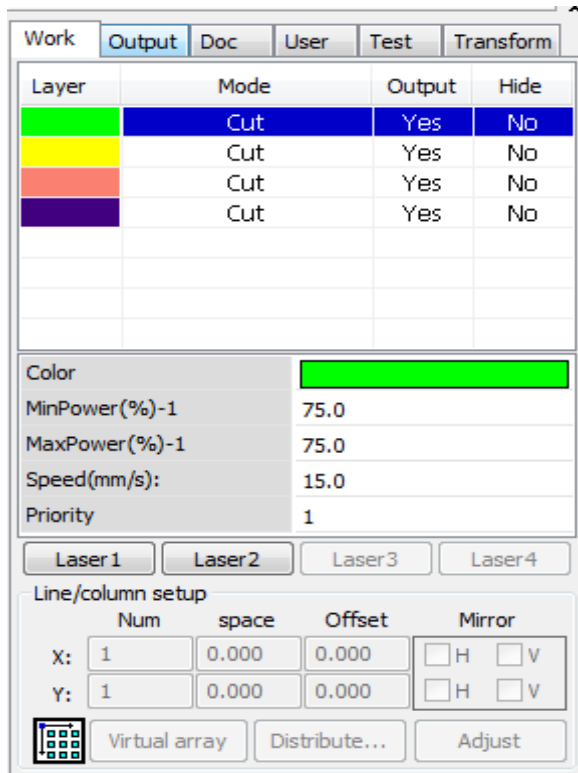 Work Output Doc User Test Transform
Layer Mode Output Hide
Cut Yes No
Cut Yes No
Cut Yes No
Cut Yes No
Color
MinPower(%)-1 75.0
MaxPower(%)-1 75.0
Speed(mm/s): 15.0
Priority 1
Laser1 Laser2 Laser3 Laser4
Line/column setup
Num space Offset Mirror
X: 1 0.000 0.000 H V
Y: 1 0.000 0.000 H V
Virtual array Distribute... Adjust